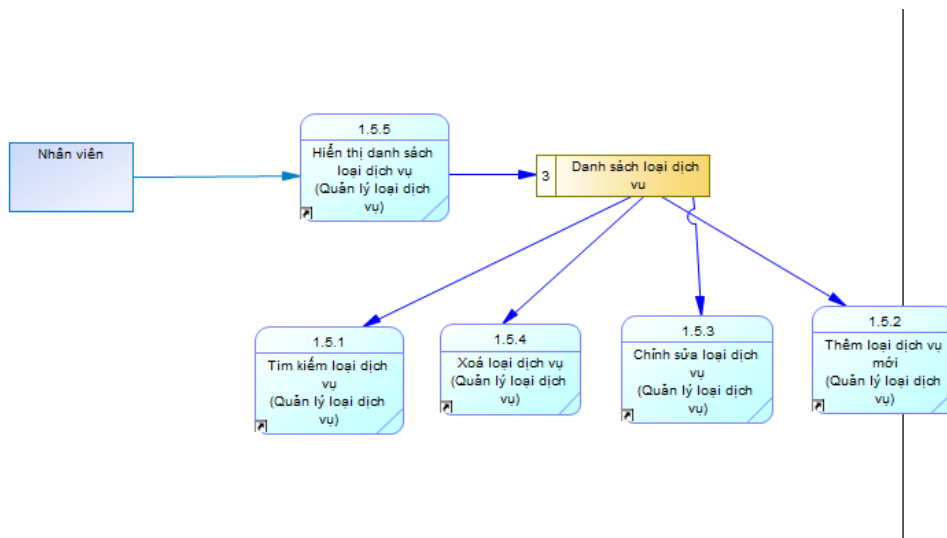 1.5.5
Nhân viên
Hiển thị danh sách
loại dịch vụ
(Quản lý loại dịch
vụ)
3
Danh sách loại dịch
vu
1.5.1
Tìm kiếm loại dịch
vụ
(Quản lý loại dịch
vụ)
1.5.4
Xoá loại dịch vụ
(Quản lý loại dịch
vụ)
1.5.3
Chỉnh sửa loại dịch
vụ
(Quản lý loại dịch
vụ)
1.5.2
Thêm loại dịch vụ
mới
(Quản lý loại dịch
vụ)